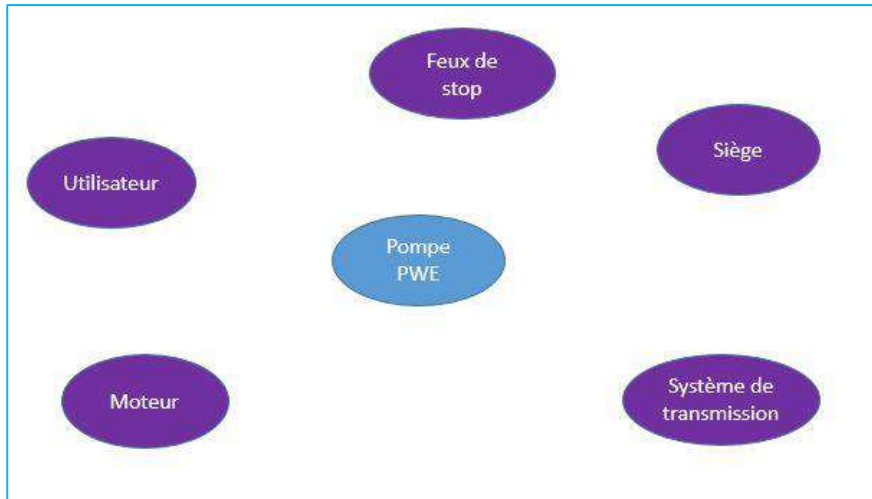 Feux de
stop
Siège
Utilisateur
Pompe
PWE
Moteur
Système de
transmission